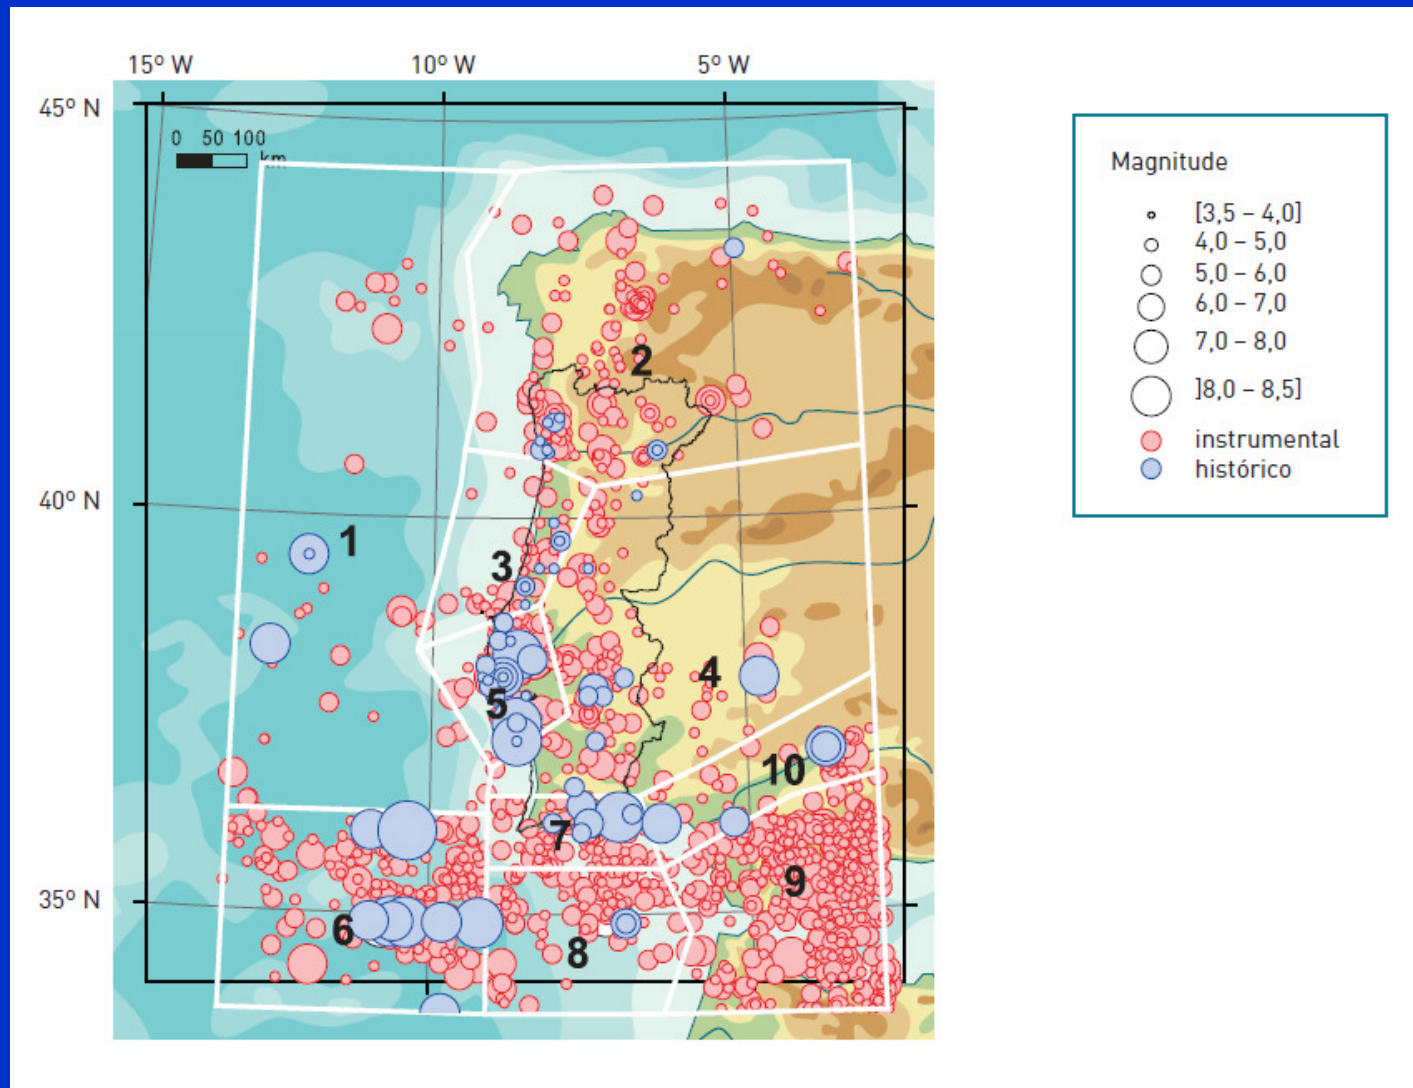 15º W
10º W
5º W
45º N
0 50 100
km
40º N
35º N
1
2
3
4
5
6
7
8
9
10
Magnitude
[3,5 – 4,0]
4,0 – 5,0
5,0 – 6,0
6,0 – 7,0
7,0 – 8,0
]8,0 – 8,5]
instrumental
histórico